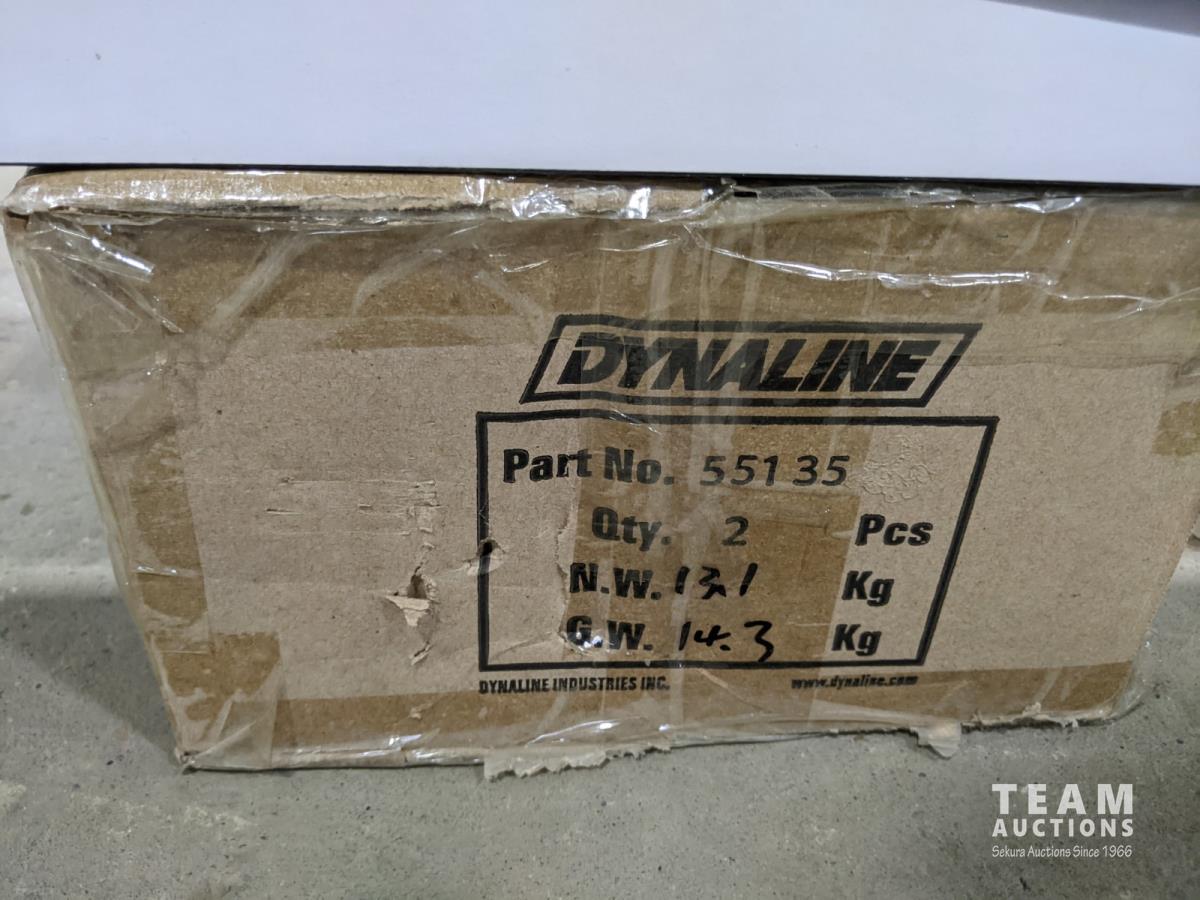 DYNALINE
Part No. 55135
Qty. 2 Pcs
N.W. 13.1 Kg
G.W. 14.3 Kg
DYNALINE INDUSTRIES INC. www.dynaline.com
TEAM
AUCTIONS
Sekura Auctions Since 1966